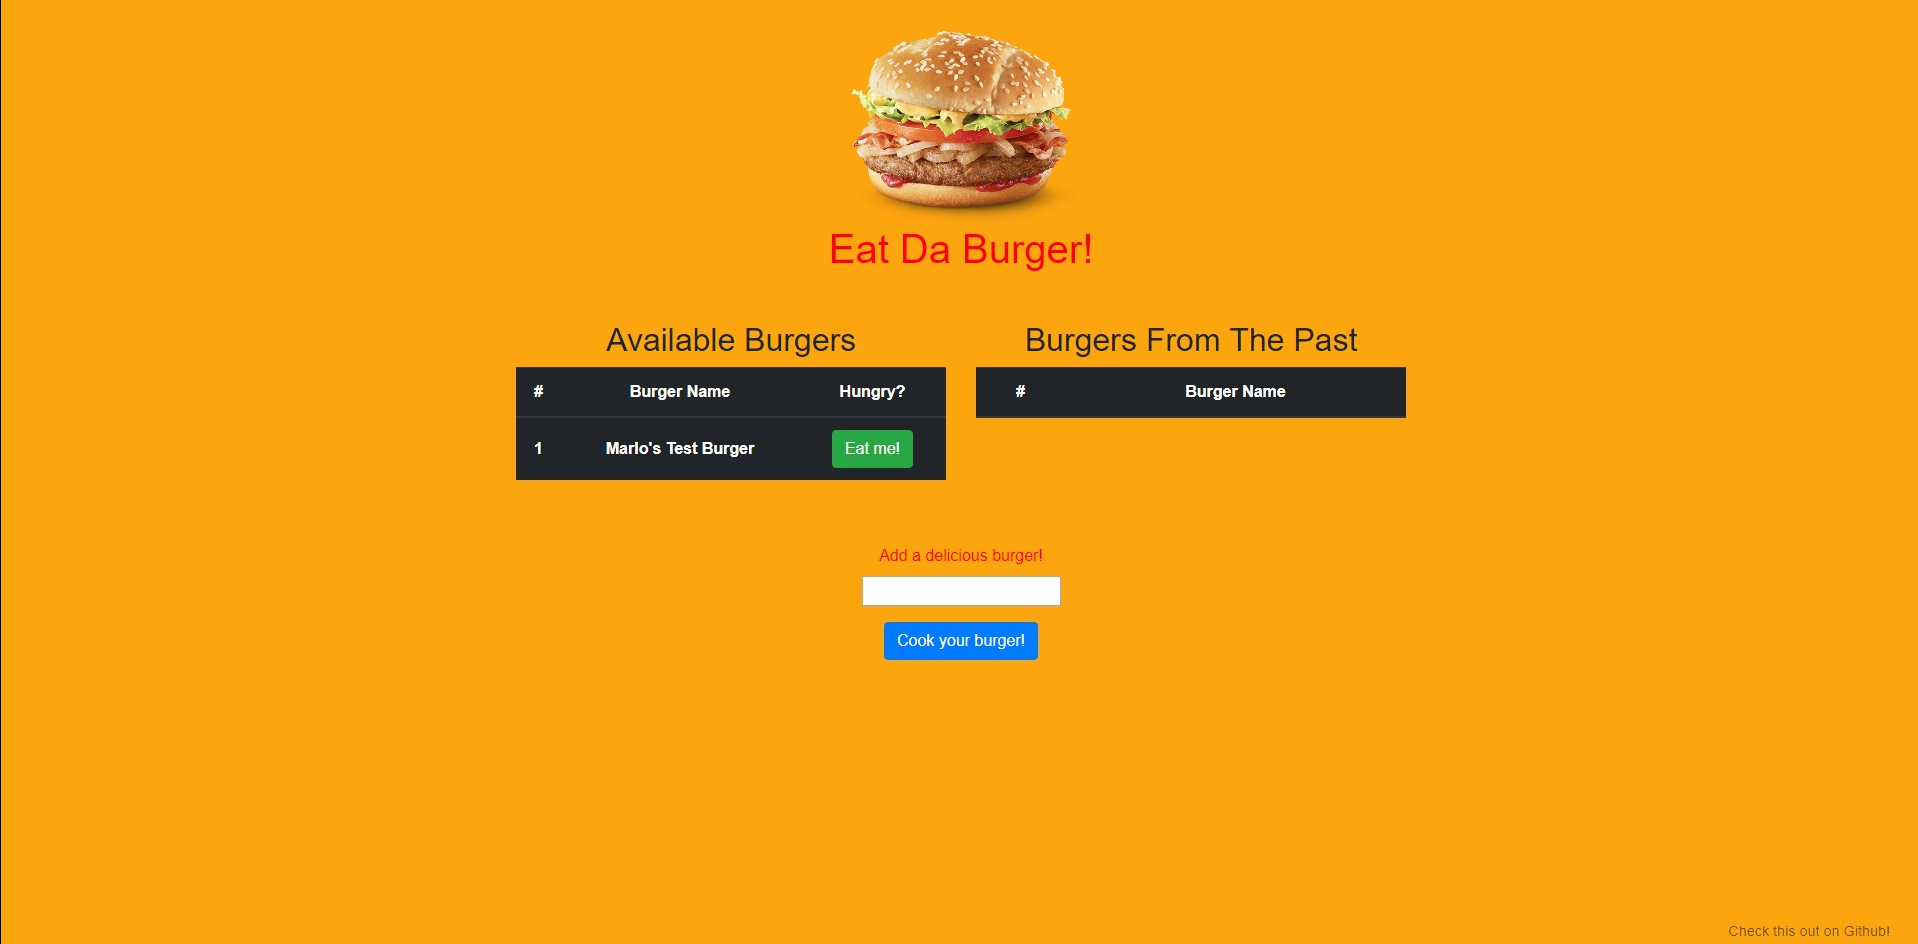 Eat Da Burger!
Available Burgers
# Burger Name Hungry?
1 Marlo's Test Burger Eat me!
Burgers From The Past
# Burger Name
Add a delicious burger!
Cook your burger!
Check this out on Github!